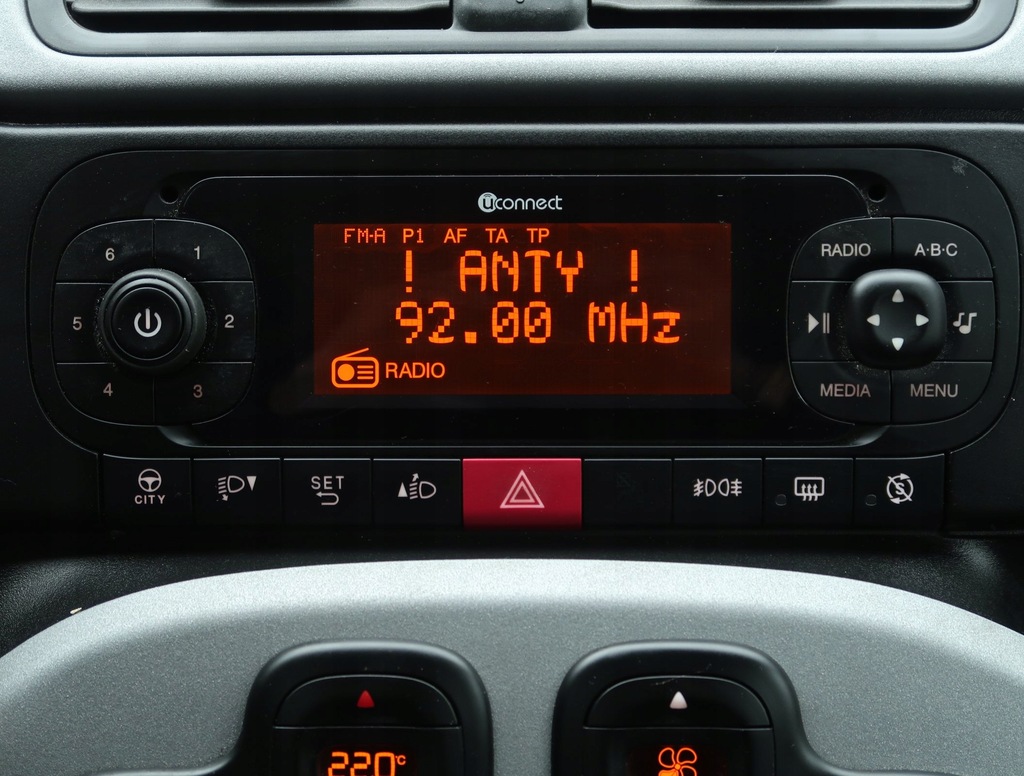 uconnect
FM-A P1 AF TA TP
! ANTY !
92.00 MHz
RADIO
6 1
5 2
4 3
RADIO A·B·C
MEDIA MENU
CITY
SET
22.0°C